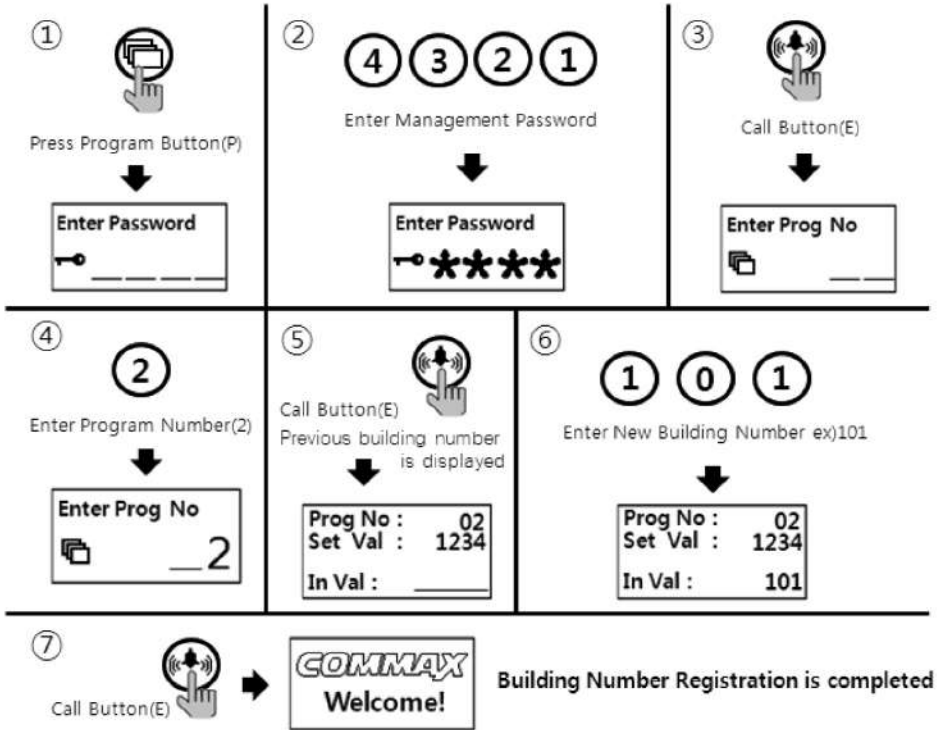 ①
Press Program Button(P)
Enter Password
②
4 3 2 1
Enter Management Password
Enter Password
③
Call Button(E)
Enter Prog No
④
2
Enter Program Number(2)
Enter Prog No
_2
⑤
Call Button(E)
Previous building number
is displayed
Prog No : 02
Set Val : 1234
In Val :
⑥
1 0 1
Enter New Building Number ex)101
Prog No : 02
Set Val : 1234
In Val : 101
⑦
Call Button(E)
COMMAX
Welcome!
Building Number Registration is completed